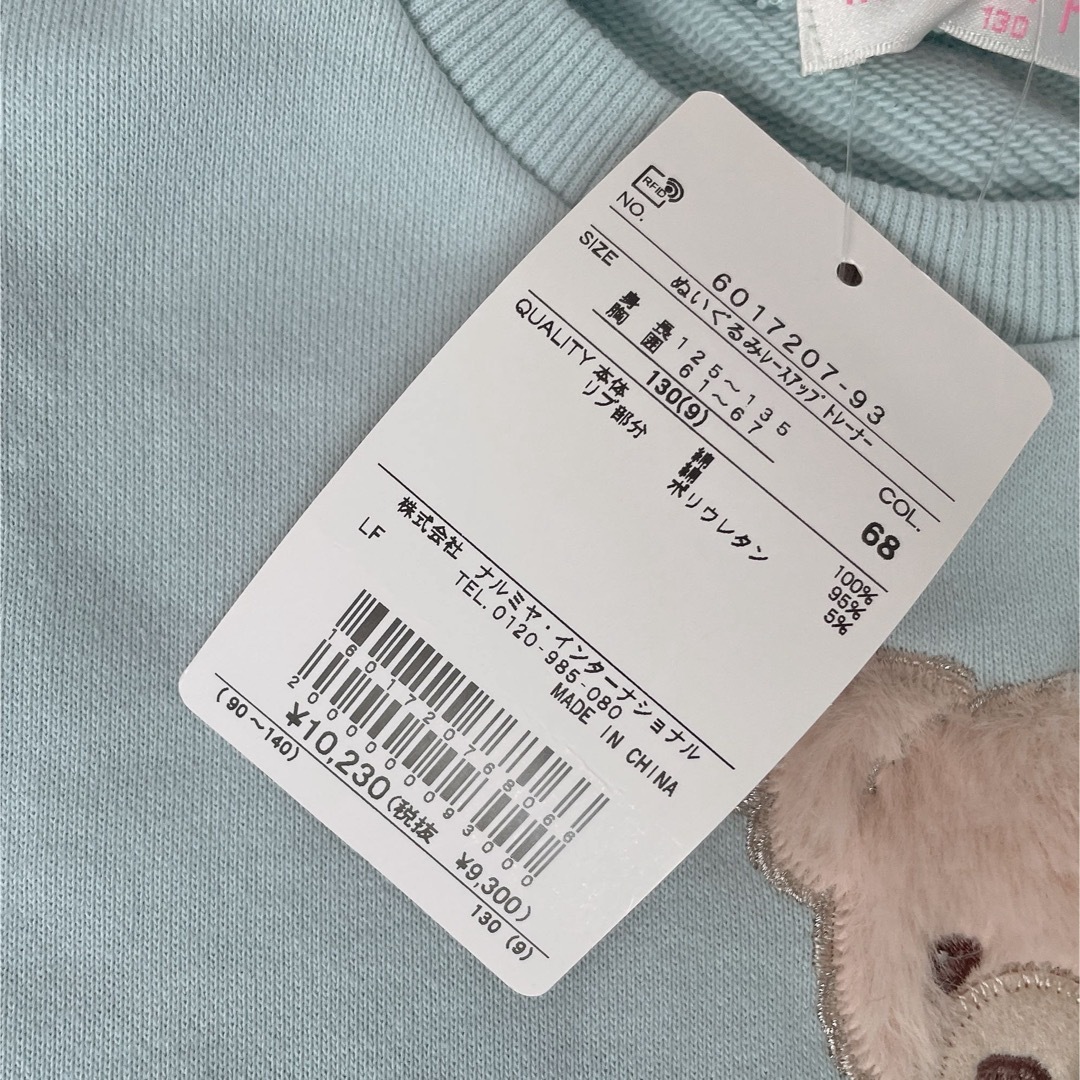 130
RFID
NO. 6017207-93
ぬいぐるみレースアップトレーナー
SIZE COL.
身長 125～135
胸囲 61～67
130(9) 68
QUALITY 本体 綿 100%
リブ部分 綿 95%
ポリウレタン 5%
株式会社 ナルミヤ・インターナショナル
TEL.0120-985-080
LF MADE IN CHINA
1601720768066
2000000093000
¥10,230(税抜 ¥9,300)
(90～140) 130 (9)